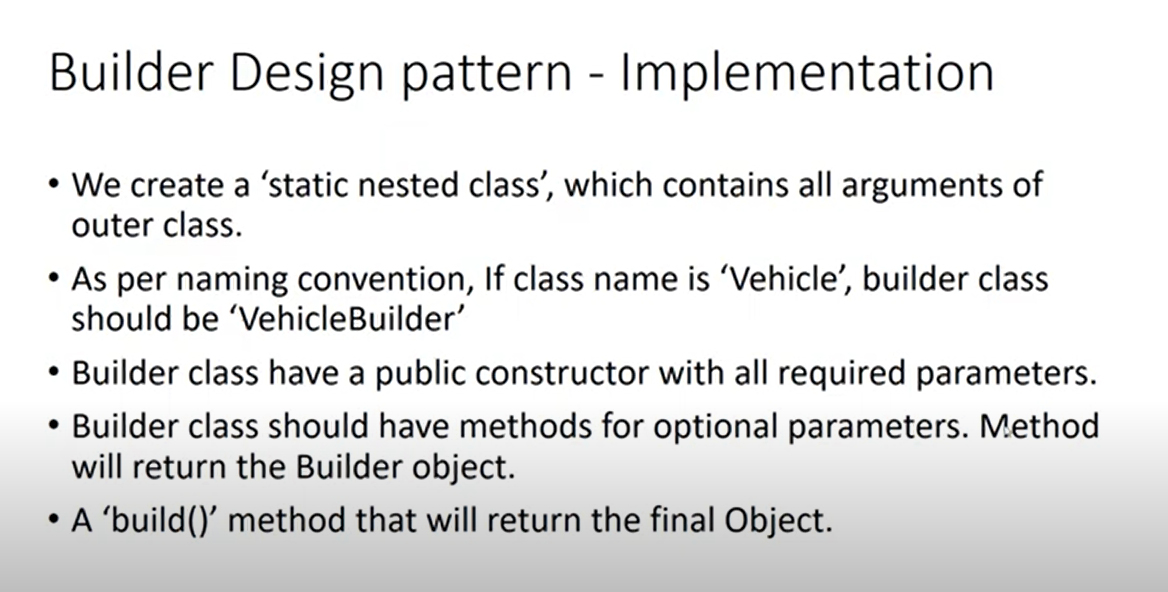 Builder Design pattern - Implementation
• We create a ‘static nested class’, which contains all arguments of
outer class.
• As per naming convention, If class name is ‘Vehicle’, builder class
should be ‘VehicleBuilder’
• Builder class have a public constructor with all required parameters.
• Builder class should have methods for optional parameters. Method
will return the Builder object.
• A ‘build()’ method that will return the final Object.